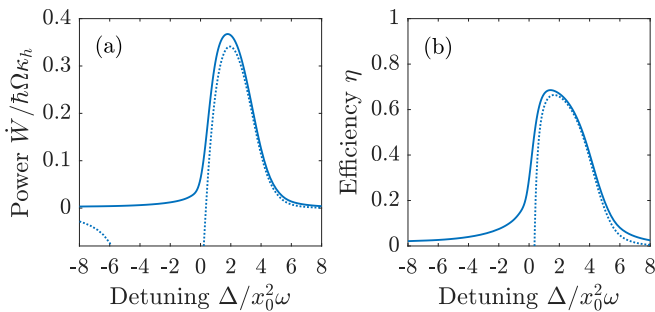 (a)
Power Ẇ/ħΩκ_h
0.4
0.3
0.2
0.1
0
-8 -6 -4 -2 0 2 4 6 8
Detuning Δ/x_0^2ω
(b)
Efficiency η
1
0.8
0.6
0.4
0.2
0
-8 -6 -4 -2 0 2 4 6 8
Detuning Δ/x_0^2ω